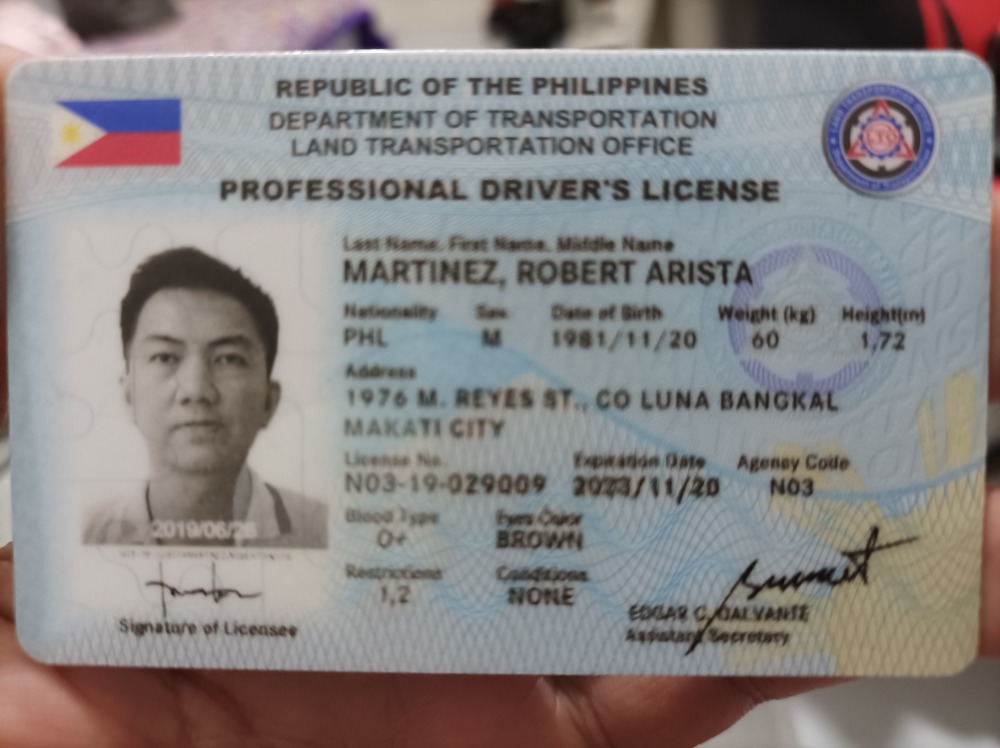 REPUBLIC OF THE PHILIPPINES
DEPARTMENT OF TRANSPORTATION
LAND TRANSPORTATION OFFICE
PROFESSIONAL DRIVER'S LICENSE
Last Name, First Name, Middle Name
MARTINEZ, ROBERT ARISTA
Nationality Sex Date of Birth Weight (kg) Height(m)
PHL M 1981/11/20 60 1.72
Address
1976 M. REYES ST., CO LUNA BANGKAL
MAKATI CITY
License No. Expiration Date Agency Code
N03-19-029009 2023/11/20 N03
Blood Type Eyes Color
O+ BROWN
Restrictions Conditions
1,2 NONE
2019/06/26
Signature of Licensee
EDGAR C. GALVANTE
Assistant Secretary